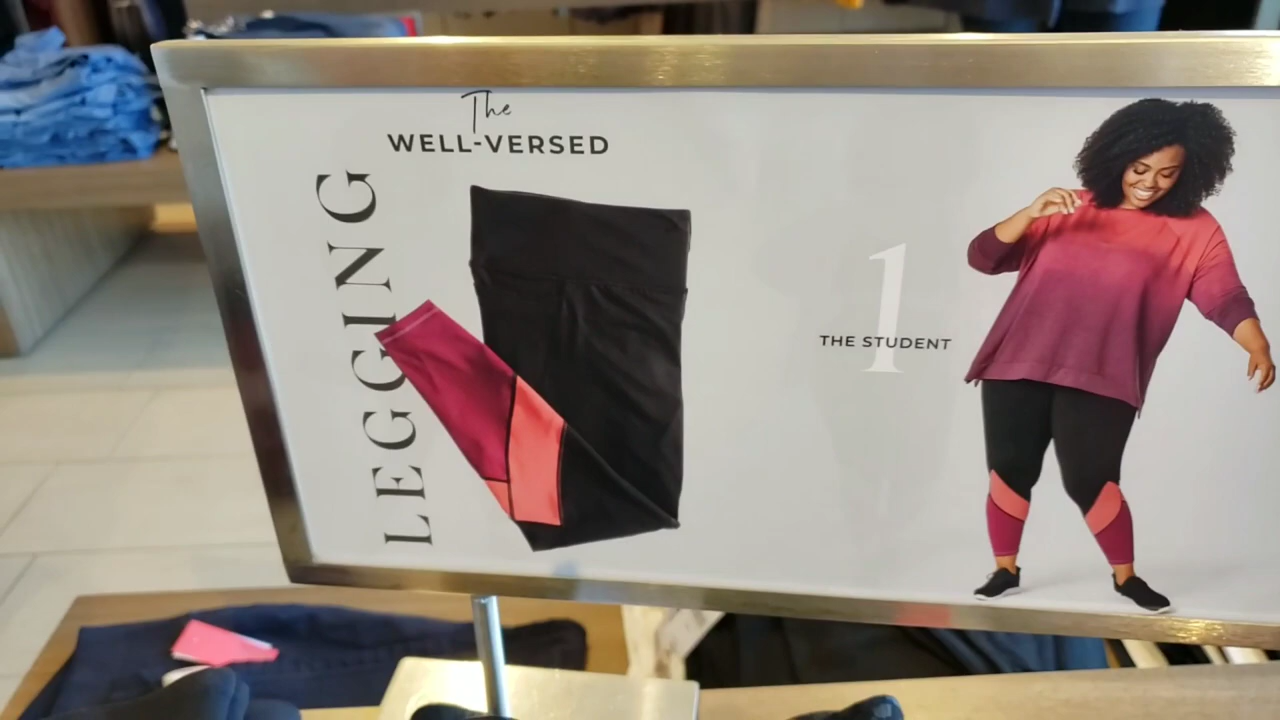 The
WELL-VERSED
LEGGING
1
THE STUDENT